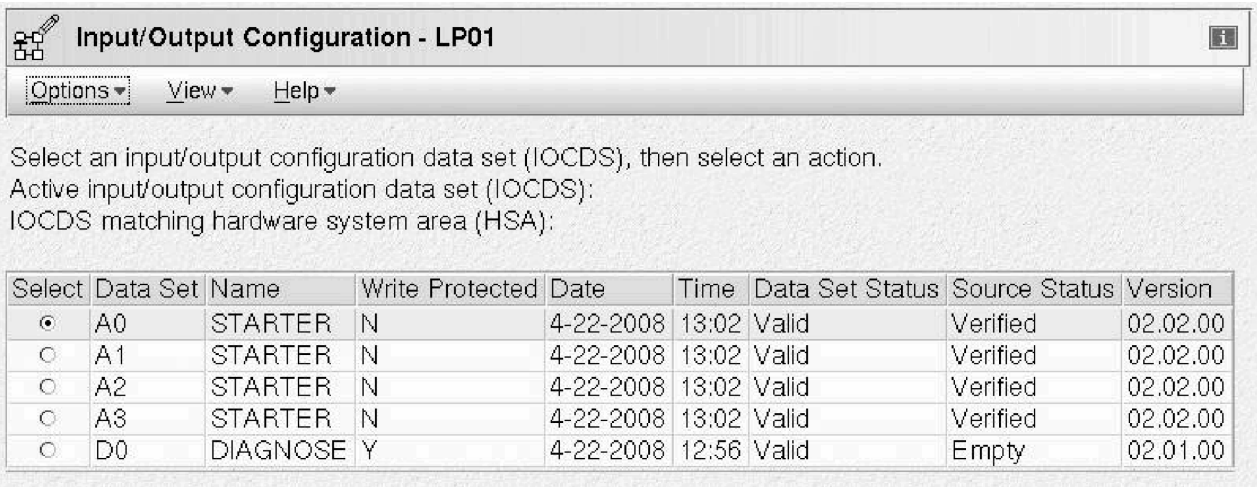 Input/Output Configuration - LP01
i
Options View Help
Select an input/output configuration data set (IOCDS), then select an action.
Active input/output configuration data set (IOCDS):
IOCDS matching hardware system area (HSA):
Select Data Set Name Write Protected Date Time Data Set Status Source Status Version
A0 STARTER N 4-22-2008 13:02 Valid Verified 02.02.00
A1 STARTER N 4-22-2008 13:02 Valid Verified 02.02.00
A2 STARTER N 4-22-2008 13:02 Valid Verified 02.02.00
A3 STARTER N 4-22-2008 13:02 Valid Verified 02.02.00
D0 DIAGNOSE Y 4-22-2008 12:56 Valid Empty 02.01.00